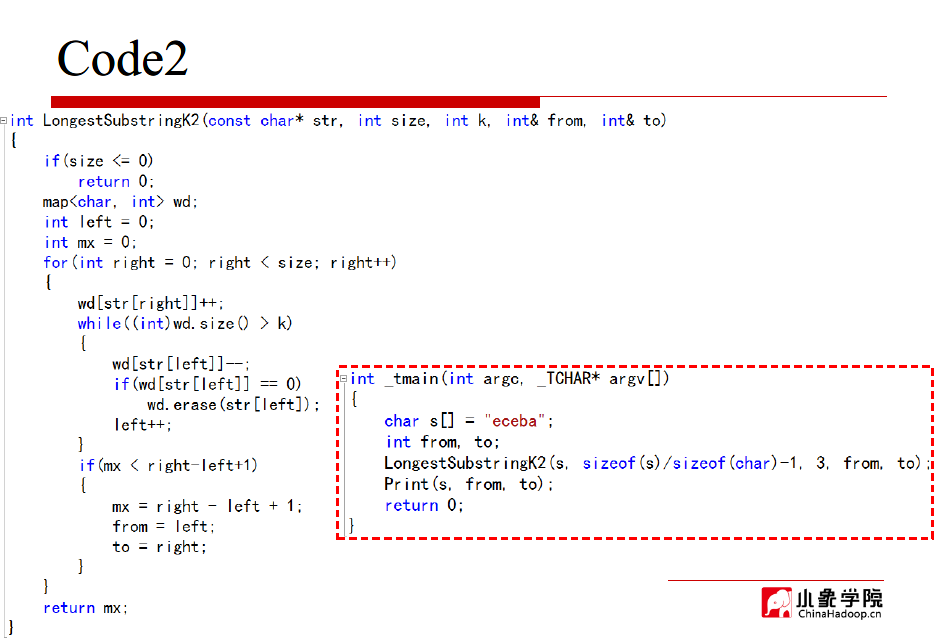 Code2
int LongestSubstringK2(const char* str, int size, int k, int& from, int& to)
{
    if(size <= 0)
        return 0;
    map<char, int> wd;
    int left = 0;
    int mx = 0;
    for(int right = 0; right < size; right++)
    {
        wd[str[right]]++;
        while((int)wd.size() > k)
        {
            wd[str[left]]--;
            if(wd[str[left]] == 0)
                wd.erase(str[left]);
            left++;
        }
        if(mx < right-left+1)
        {
            mx = right - left + 1;
            from = left;
            to = right;
        }
    }
    return mx;
}
int _tmain(int argc, _TCHAR* argv[])
{
    char s[] = "eceba";
    int from, to;
    LongestSubstringK2(s, sizeof(s)/sizeof(char)-1, 3, from, to);
    Print(s, from, to);
    return 0;
}
小象学院
ChinaHadoop.cn